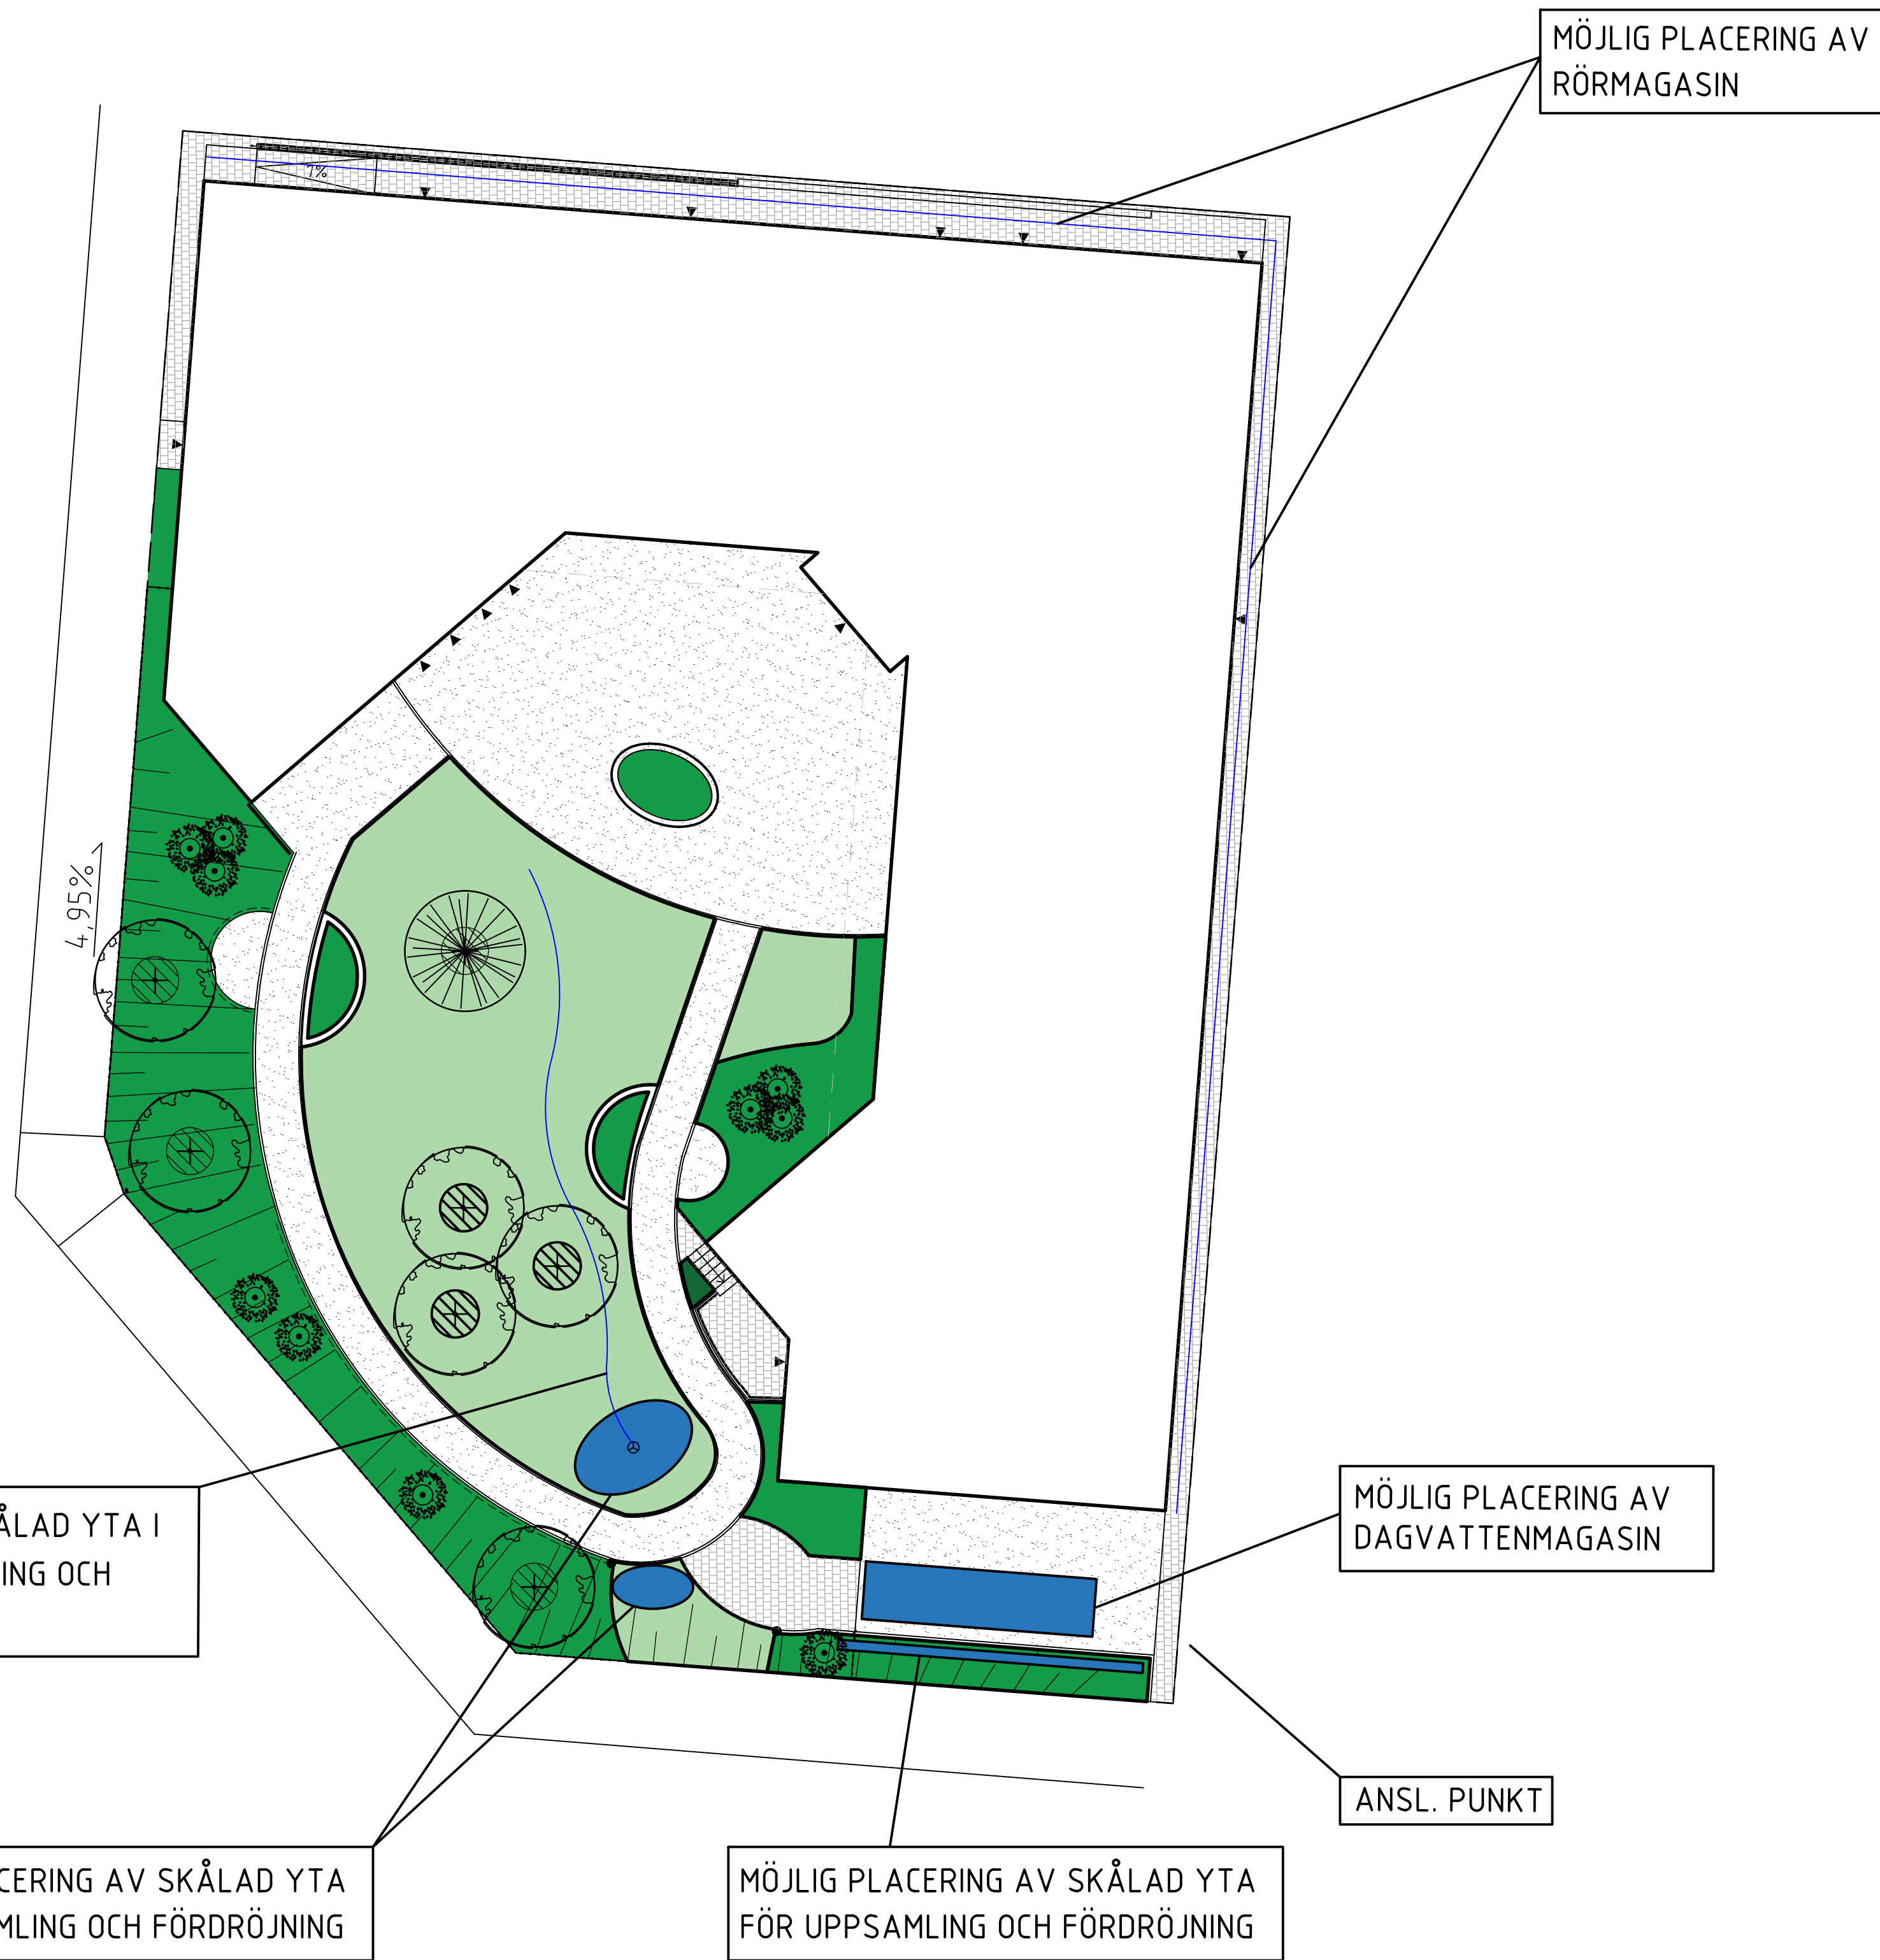 MÖJLIG PLACERING AV
RÖRMAGASIN
7%
4,95%
ÅLAD YTA I
ING OCH
MÖJLIG PLACERING AV
DAGVATTENMAGASIN
ANSL. PUNKT
CERING AV SKÅLAD YTA
MLING OCH FÖRDRÖJNING
MÖJLIG PLACERING AV SKÅLAD YTA
FÖR UPPSAMLING OCH FÖRDRÖJNING